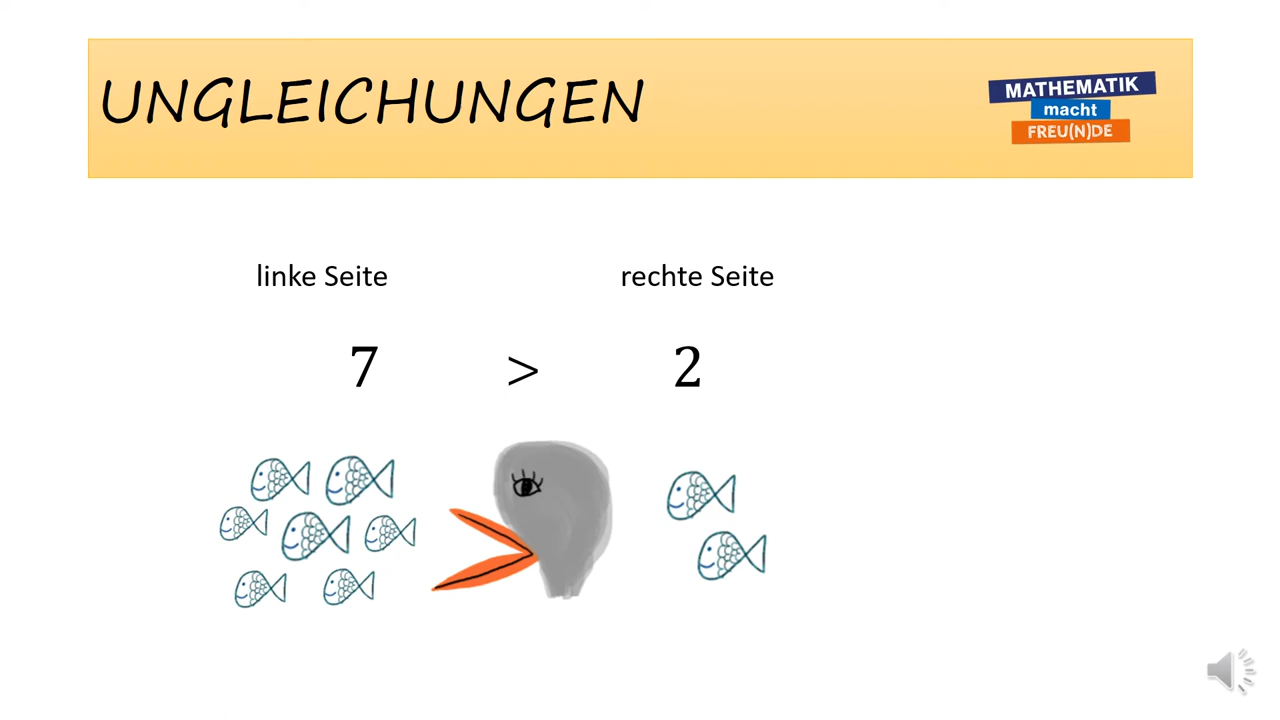 UNGLEICHUNGEN
MATHEMATIK
macht
FREU(N)DE
linke Seite rechte Seite
7 > 2